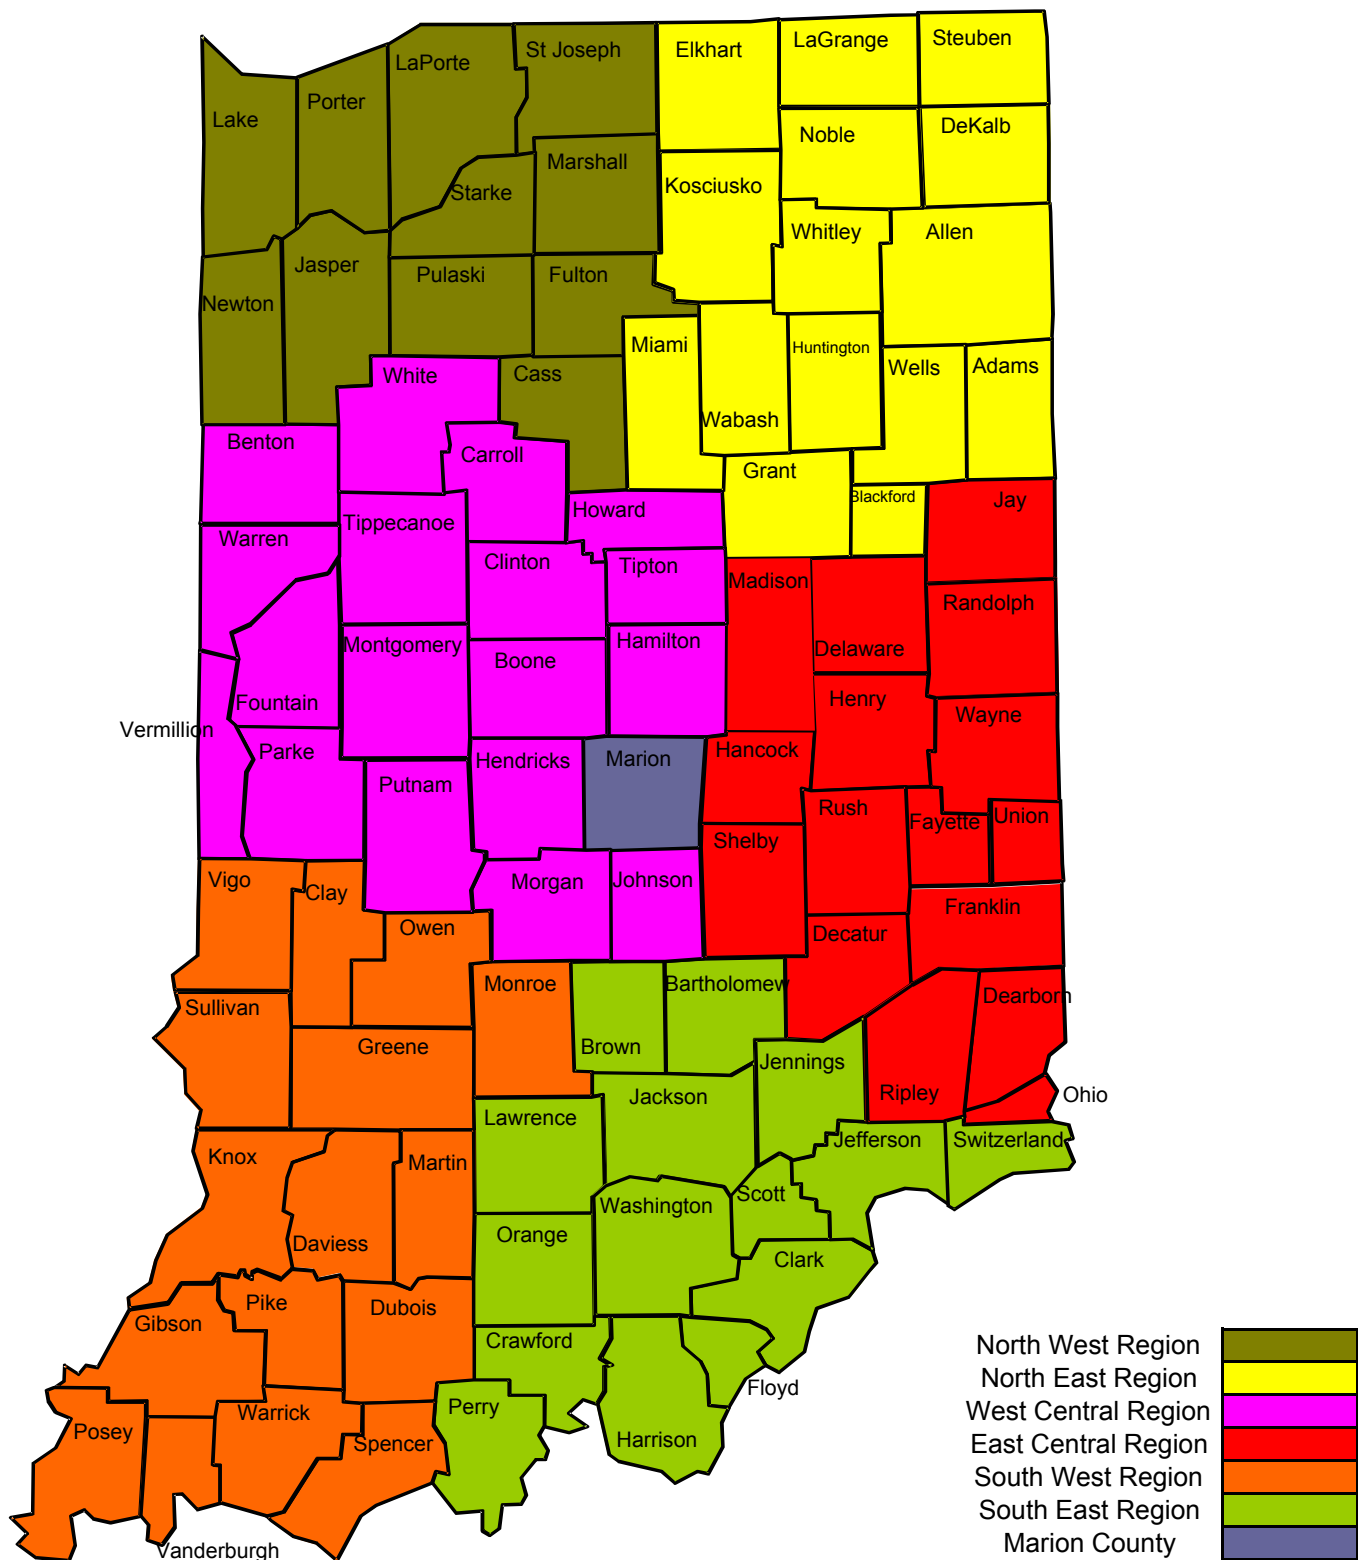 Steuben
LaGrange
St Joseph
Elkhart
LaPorte
Porter
Lake
DeKalb
Noble
Marshall
Kosciusko
Starke
Whitley
Allen
Jasper
Pulaski
Fulton
Newton
Miami
Huntington
Wells
Adams
White
Cass
Wabash
Benton
Carroll
Grant
Blackford
Jay
Howard
Tippecanoe
Warren
Clinton
Tipton
Madison
Randolph
Montgomery
Boone
Hamilton
Delaware
Fountain
Henry
Wayne
Vermillion
Parke
Hendricks
Marion
Hancock
Putnam
Rush
Fayette
Union
Shelby
Vigo
Clay
Morgan
Johnson
Franklin
Owen
Decatur
Monroe
Bartholomew
Dearborn
Sullivan
Greene
Brown
Jennings
Ripley
Ohio
Jackson
Lawrence
Jefferson
Switzerland
Knox
Martin
Scott
Washington
Orange
Daviess
Clark
Pike
Dubois
Gibson
Crawford
Floyd
Perry
Warrick
Posey
Spencer
Harrison
Vanderburgh
North West Region
North East Region
West Central Region
East Central Region
South West Region
South East Region
Marion County